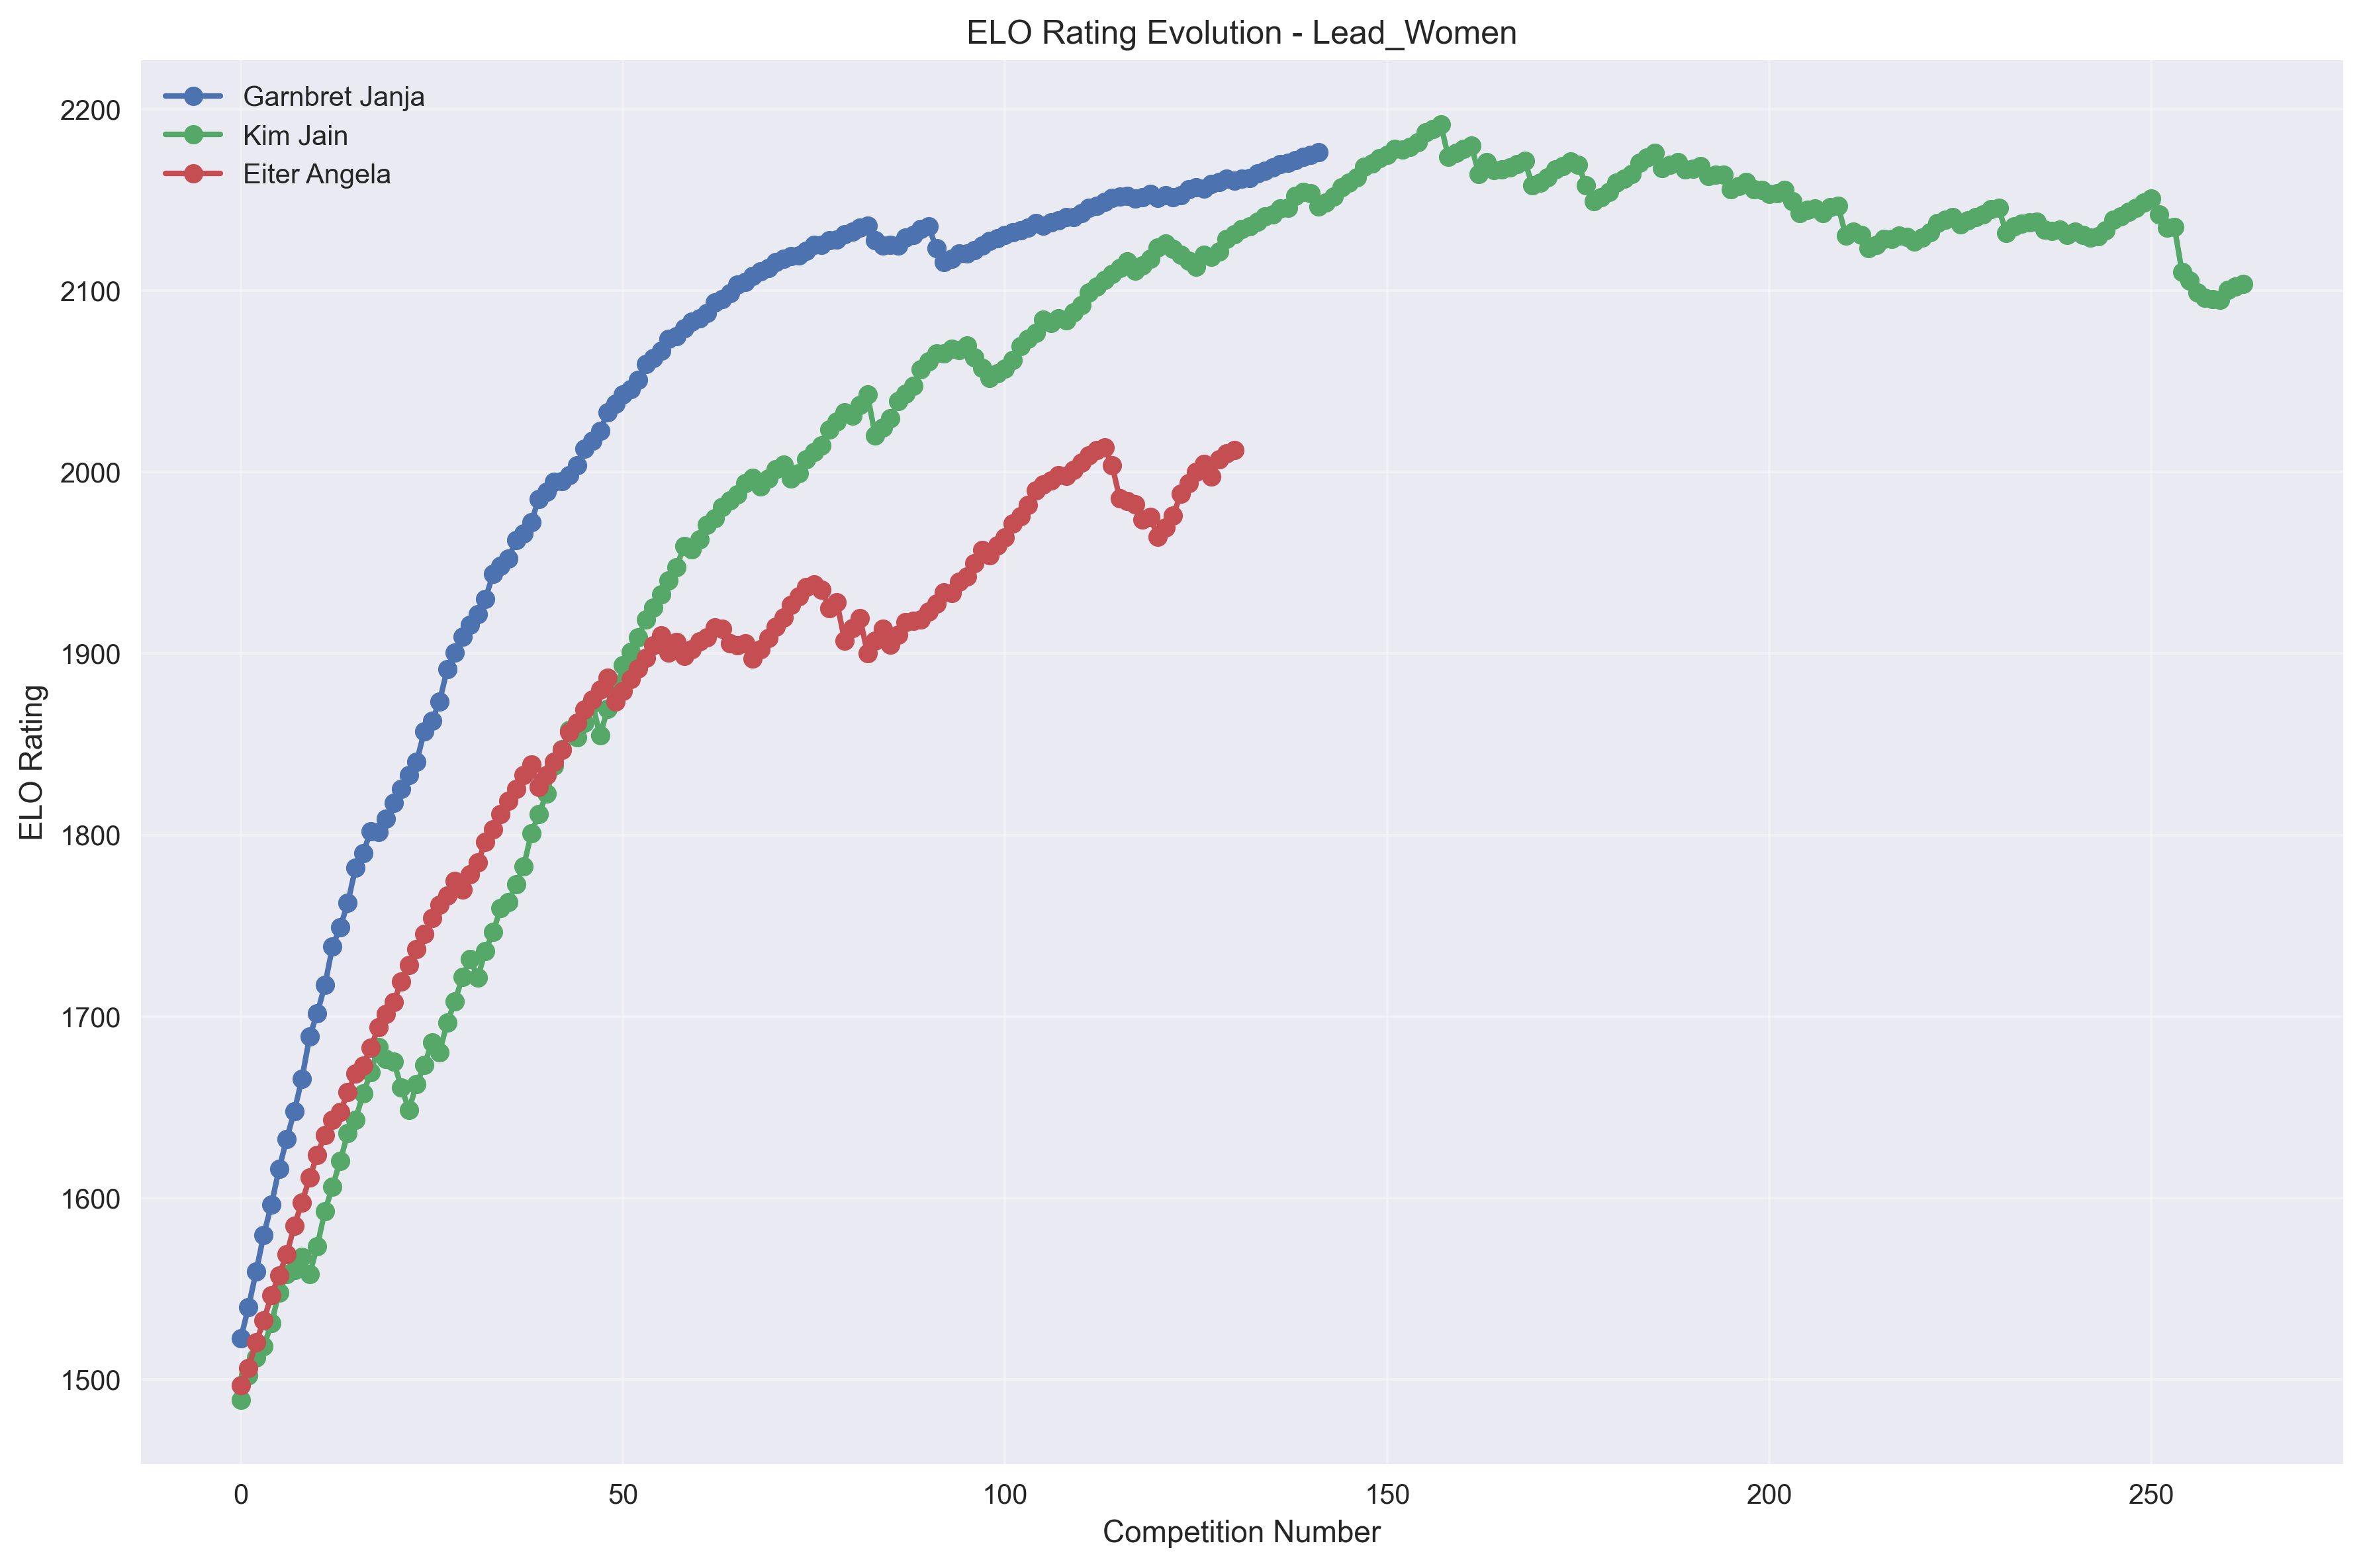 ELO Rating Evolution - Lead_Women
Garnbret Janja
Kim Jain
Eiter Angela
2200
2100
2000
1900
1800
1700
1600
1500
ELO Rating
0
50
100
150
200
250
Competition Number